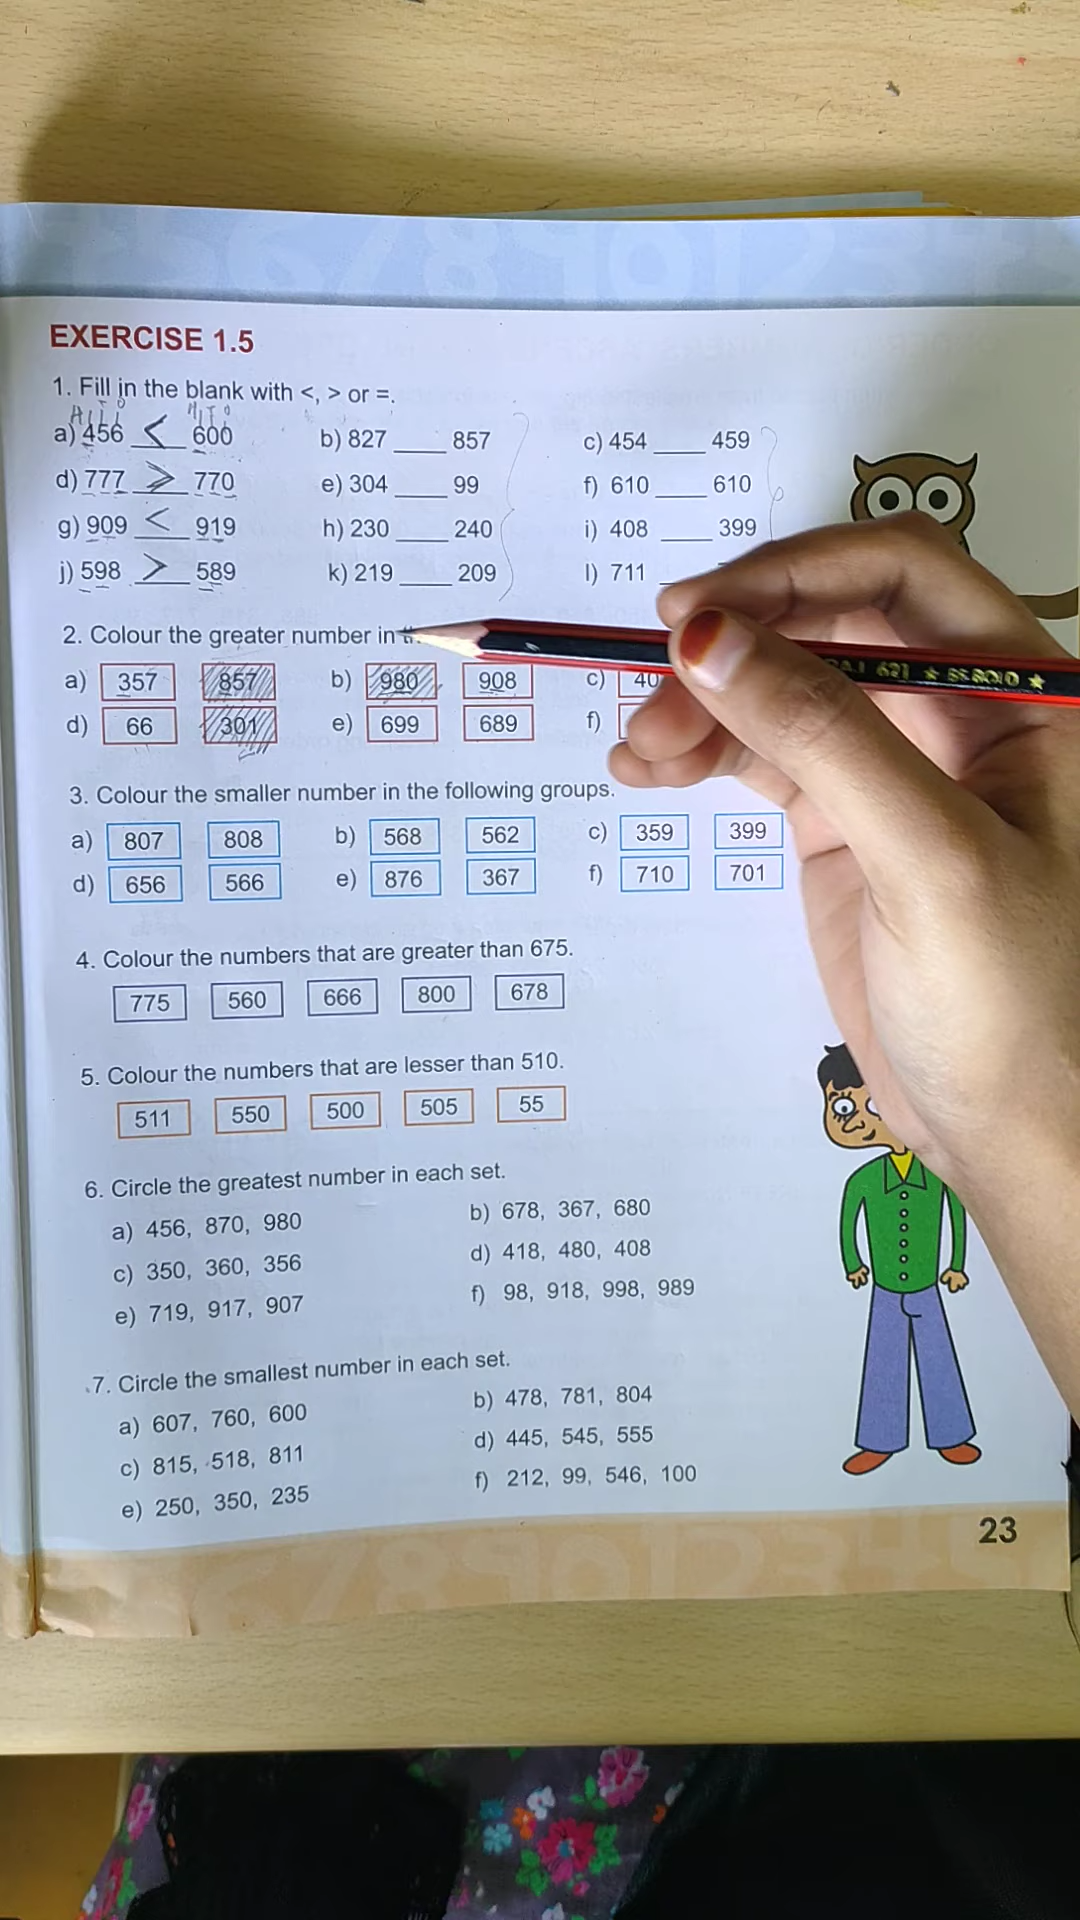 EXERCISE 1.5
1. Fill in the blank with <, > or =.
H T O H T O
a) 456 < 600 b) 827 ____ 857 c) 454 ____ 459
d) 777 > 770 e) 304 ____ 99 f) 610 ____ 610
g) 909 < 919 h) 230 ____ 240 i) 408 ____ 399
j) 598 > 589 k) 219 ____ 209 l) 711
2. Colour the greater number in
a) 357 857 b) 980 908 c) 40
d) 66 301 e) 699 689 f)
3. Colour the smaller number in the following groups.
a) 807 808 b) 568 562 c) 359 399
d) 656 566 e) 876 367 f) 710 701
4. Colour the numbers that are greater than 675.
775 560 666 800 678
5. Colour the numbers that are lesser than 510.
511 550 500 505 55
6. Circle the greatest number in each set.
a) 456, 870, 980 b) 678, 367, 680
c) 350, 360, 356 d) 418, 480, 408
e) 719, 917, 907 f) 98, 918, 998, 989
7. Circle the smallest number in each set.
a) 607, 760, 600 b) 478, 781, 804
c) 815, 518, 811 d) 445, 545, 555
e) 250, 350, 235 f) 212, 99, 546, 100
23